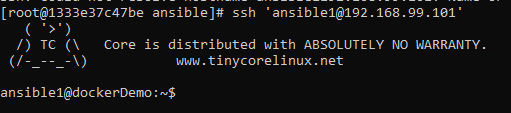 [root@1333e37c47be ansible]# ssh 'ansible1@192.168.99.101'
( '>')
/) TC (\   Core is distributed with ABSOLUTELY NO WARRANTY.
(/-_--_-\)           www.tinycorelinux.net
ansible1@dockerDemo:~$